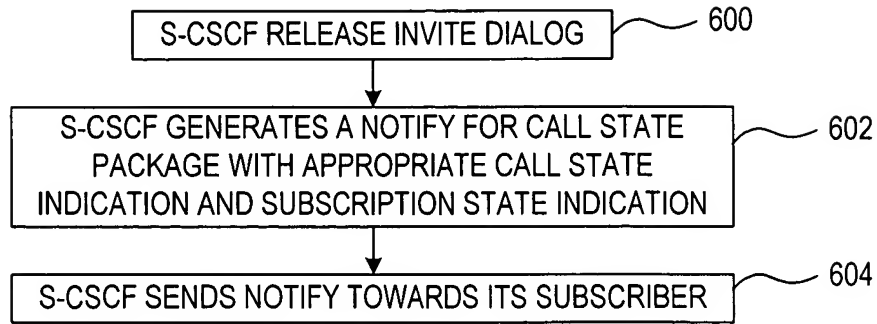 S-CSCF RELEASE INVITE DIALOG
600
S-CSCF GENERATES A NOTIFY FOR CALL STATE
PACKAGE WITH APPROPRIATE CALL STATE
INDICATION AND SUBSCRIPTION STATE INDICATION
602
S-CSCF SENDS NOTIFY TOWARDS ITS SUBSCRIBER
604